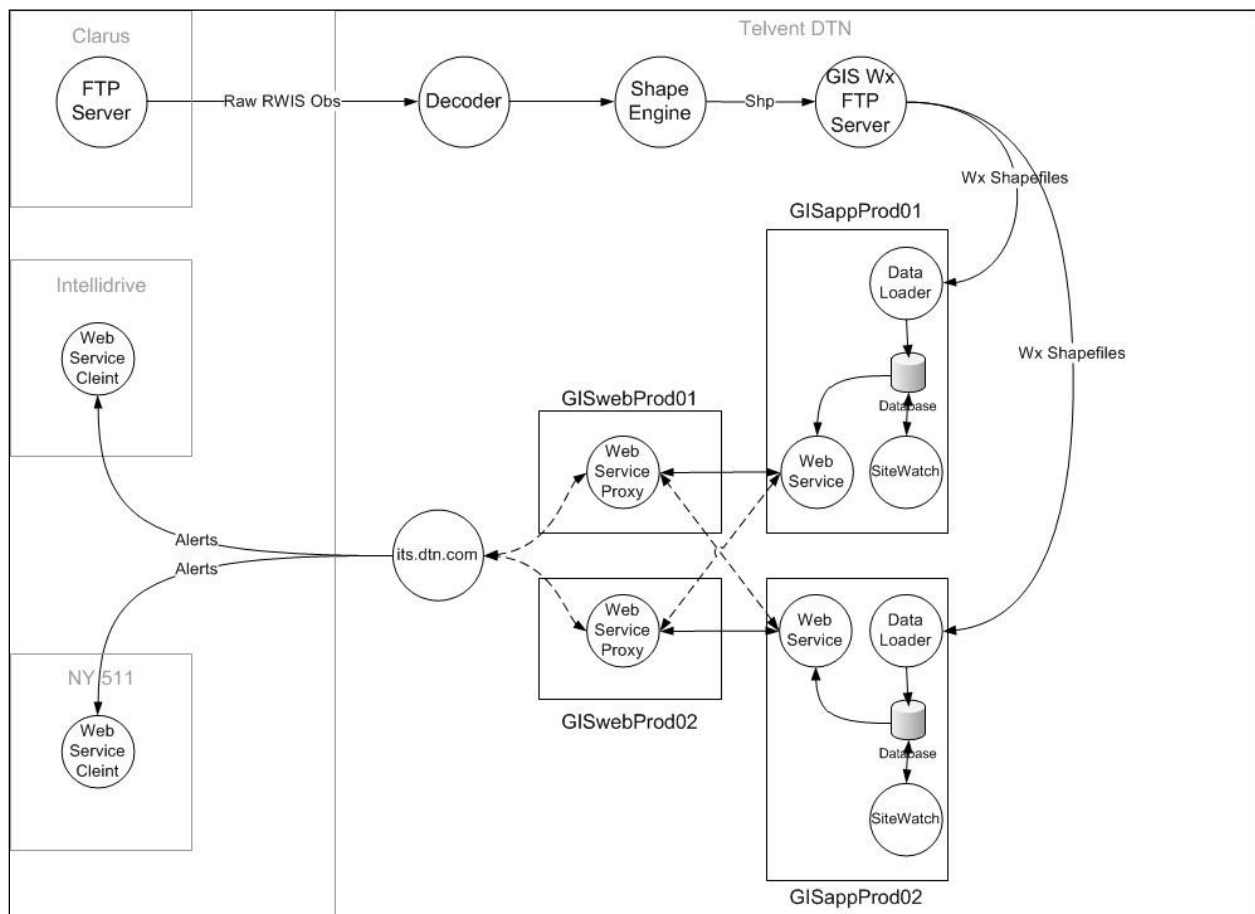 Clarus
Telvent DTN
FTP
Server
Raw RWIS Obs
Decoder
Shape
Engine
Shp
GIS Wx
FTP
Server
Wx Shapefiles
Wx Shapefiles
GISappProd01
Data
Loader
Database
Web
Service
SiteWatch
Intellidrive
Web
Service
Cleint
GISwebProd01
Web
Service
Proxy
Alerts
Alerts
its.dtn.com
Web
Service
Proxy
GISwebProd02
Web
Service
Data
Loader
Database
SiteWatch
GISappProd02
NY 511
Web
Service
Cleint